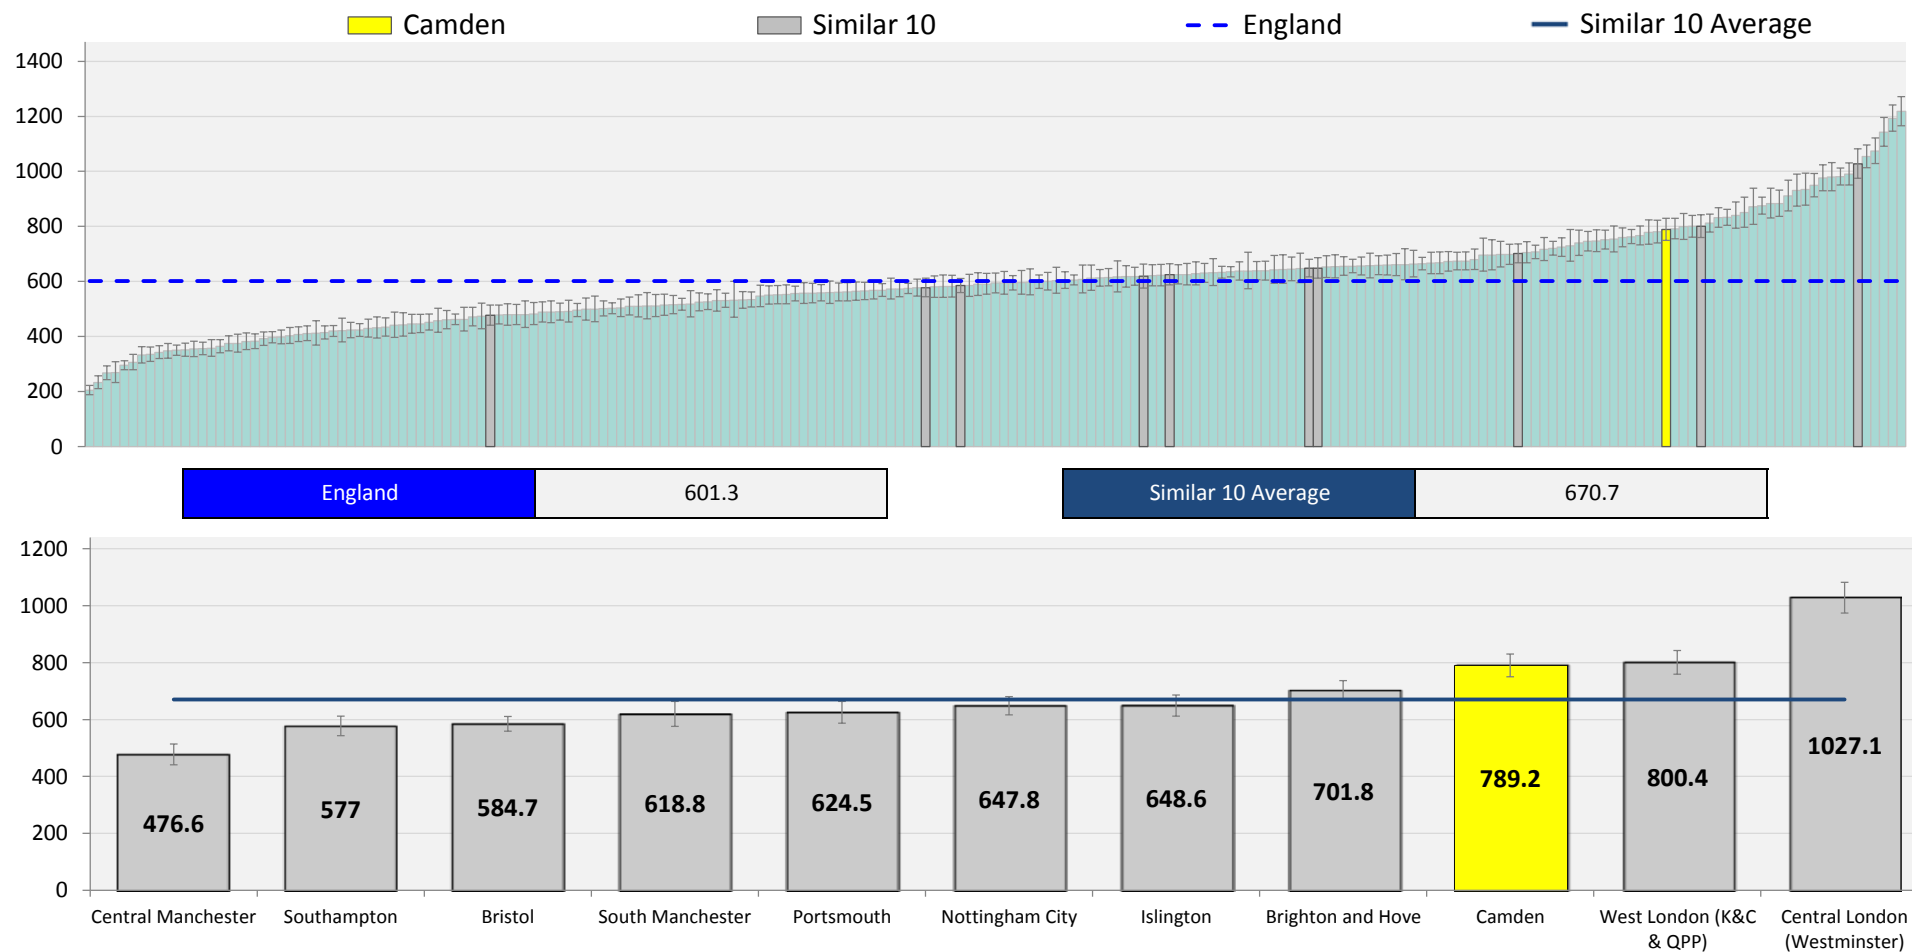 Camden
Similar 10
England
Similar 10 Average
1400
1200
1000
800
600
400
200
0
England
601.3
Similar 10 Average
670.7
1200
1000
800
600
400
200
0
476.6
577
584.7
618.8
624.5
647.8
648.6
701.8
789.2
800.4
1027.1
Central Manchester
Southampton
Bristol
South Manchester
Portsmouth
Nottingham City
Islington
Brighton and Hove
Camden
West London (K&C
& QPP)
Central London
(Westminster)